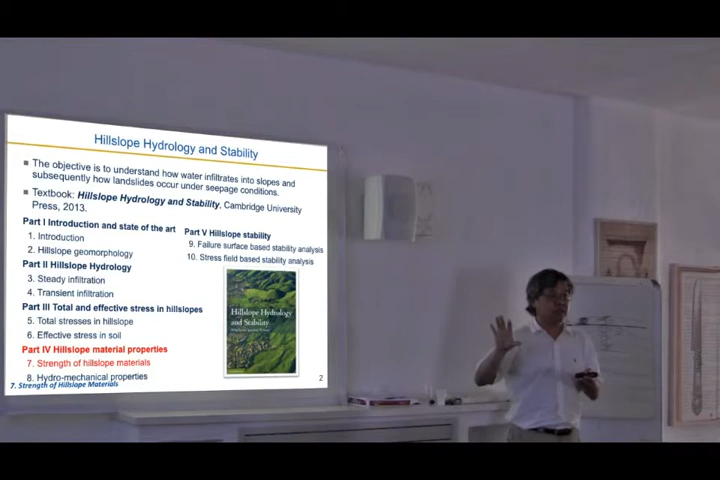 Hillslope Hydrology and Stability
The objective is to understand how water infiltrates into slopes and
subsequently how landslides occur under seepage conditions.
Textbook: Hillslope Hydrology and Stability, Cambridge University
Press, 2013.
Part I Introduction and state of the art
1. Introduction
2. Hillslope geomorphology
Part II Hillslope Hydrology
3. Steady infiltration
4. Transient infiltration
Part III Total and effective stress in hillslopes
5. Total stresses in hillslope
6. Effective stress in soil
Part IV Hillslope material properties
7. Strength of hillslope materials
8. Hydro-mechanical properties
Part V Hillslope stability
9. Failure surface based stability analysis
10. Stress field based stability analysis
Hillslope Hydrology
and Stability
7. Strength of Hillslope Materials
2